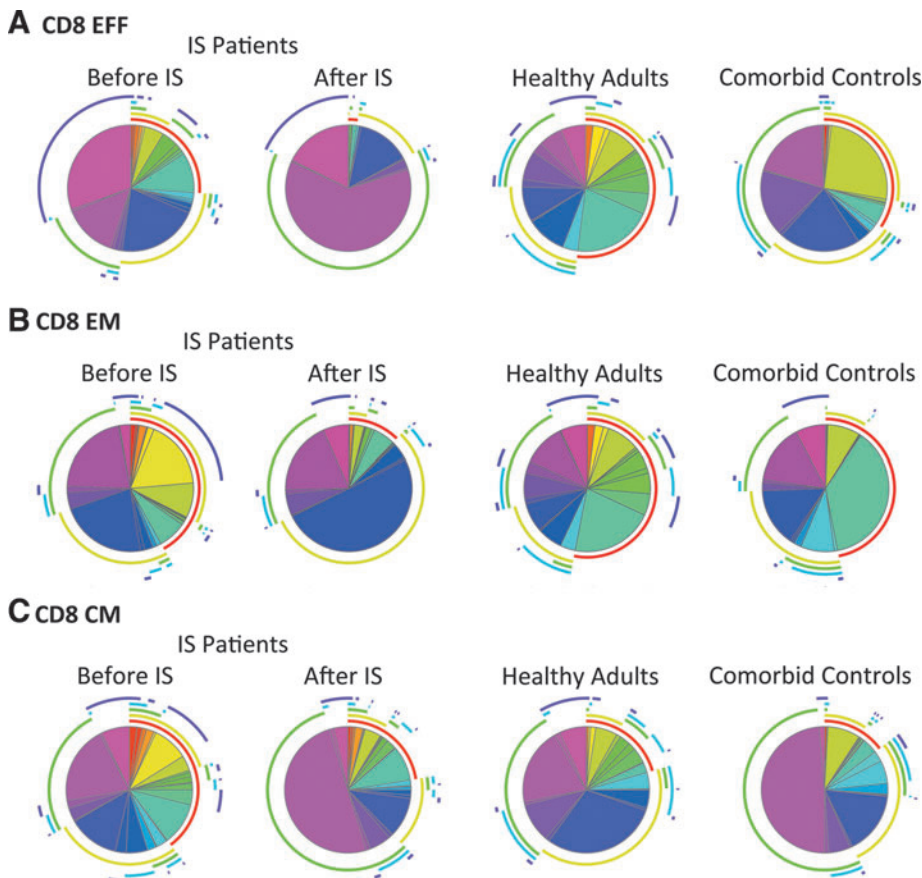 A CD8 EFF
IS Patients
Before IS
After IS
Healthy Adults
Comorbid Controls
B CD8 EM
IS Patients
Before IS
After IS
Healthy Adults
Comorbid Controls
C CD8 CM
IS Patients
Before IS
After IS
Healthy Adults
Comorbid Controls